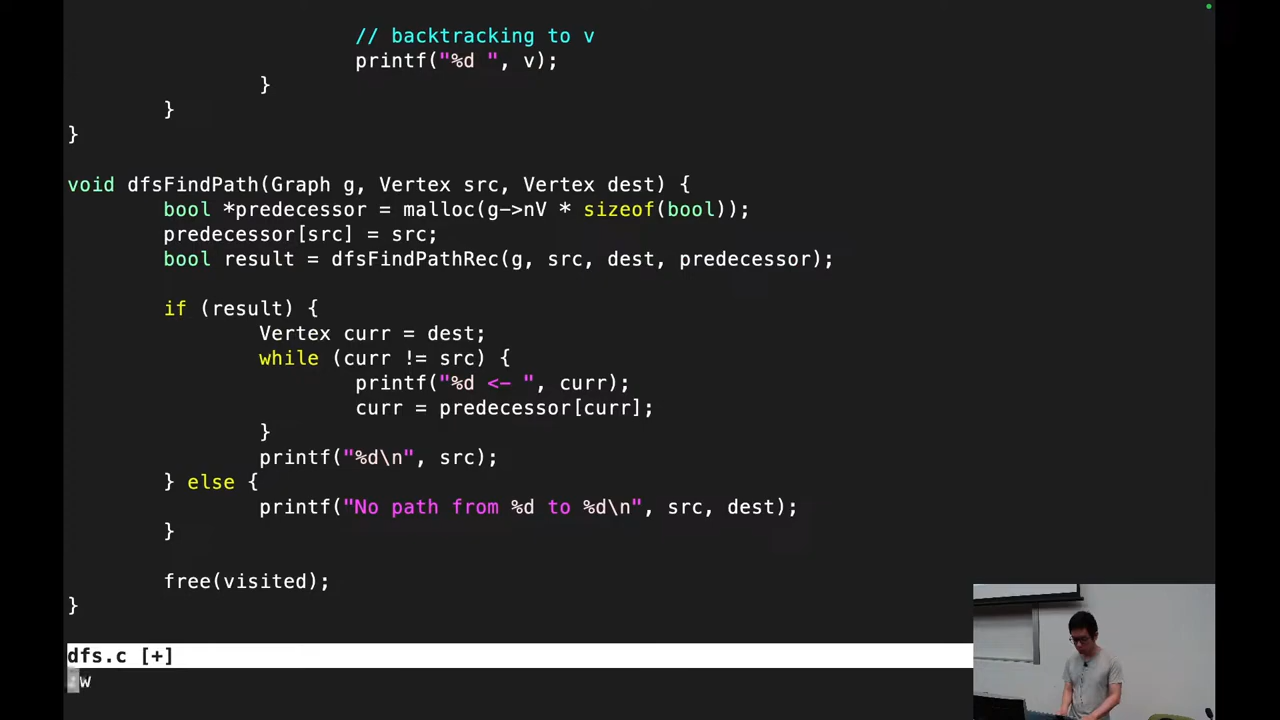 // backtracking to v
printf("%d ", v);
}
}
}
void dfsFindPath(Graph g, Vertex src, Vertex dest) {
bool *predecessor = malloc(g->nV * sizeof(bool));
predecessor[src] = src;
bool result = dfsFindPathRec(g, src, dest, predecessor);
if (result) {
Vertex curr = dest;
while (curr != src) {
printf("%d <- ", curr);
curr = predecessor[curr];
}
printf("%d\n", src);
} else {
printf("No path from %d to %d\n", src, dest);
}
free(visited);
}
dfs.c [+]
:w